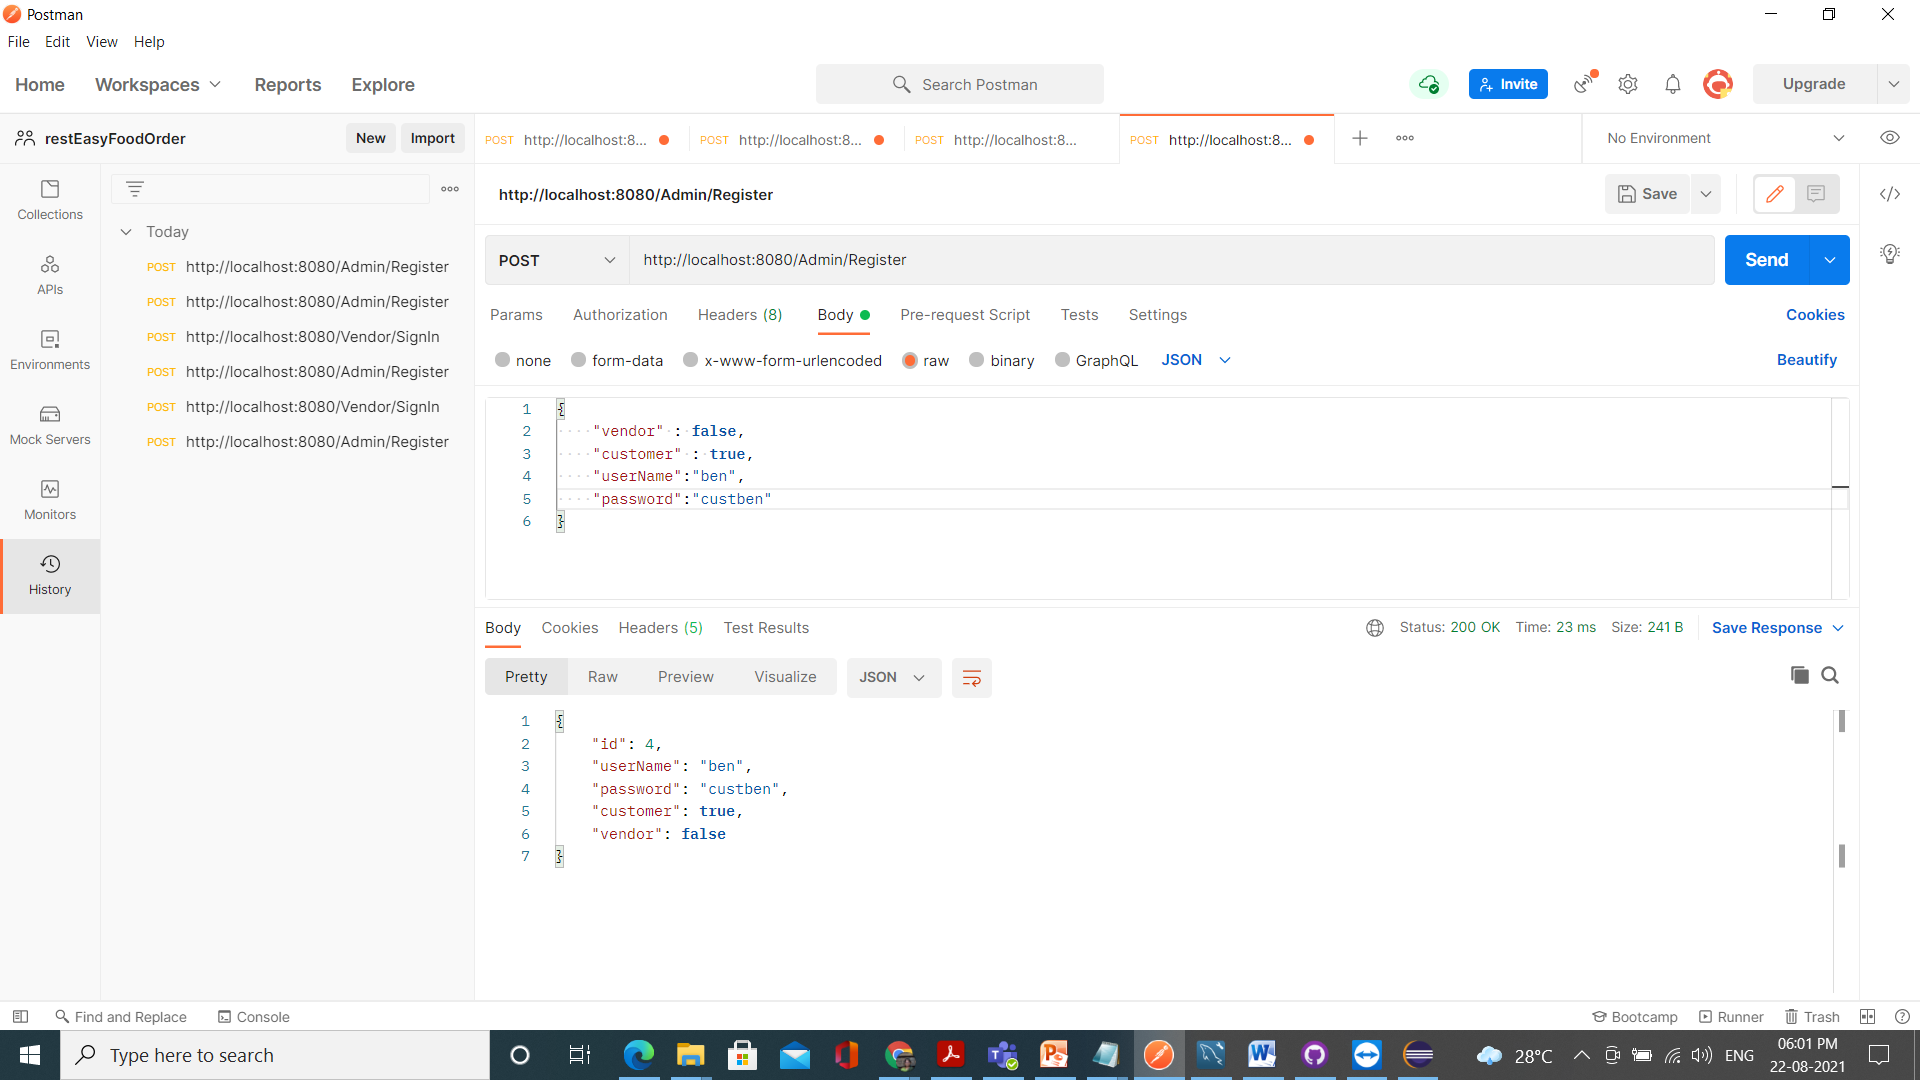 Postman
File Edit View Help
Home Workspaces Reports Explore Search Postman Invite Upgrade
restEasyFoodOrder New Import POST http://localhost:8... POST http://localhost:8... POST http://localhost:8... POST http://localhost:8... No Environment
Collections
APIs
Environments
Mock Servers
Monitors
History
Today
POST http://localhost:8080/Admin/Register
POST http://localhost:8080/Admin/Register
POST http://localhost:8080/Vendor/SignIn
POST http://localhost:8080/Admin/Register
POST http://localhost:8080/Vendor/SignIn
POST http://localhost:8080/Admin/Register
http://localhost:8080/Admin/Register Save
POST http://localhost:8080/Admin/Register Send
Params Authorization Headers (8) Body Pre-request Script Tests Settings Cookies
none form-data x-www-form-urlencoded raw binary GraphQL JSON Beautify
1 {
2 "vendor" : false,
3 "customer" : true,
4 "userName":"ben",
5 "password":"custben"
6 }
Body Cookies Headers (5) Test Results Status: 200 OK Time: 23 ms Size: 241 B Save Response
Pretty Raw Preview Visualize JSON
1 {
2 "id": 4,
3 "userName": "ben",
4 "password": "custben",
5 "customer": true,
6 "vendor": false
7 }
Find and Replace Console Bootcamp Runner Trash
Type here to search 28°C ENG 06:01 PM
22-08-2021